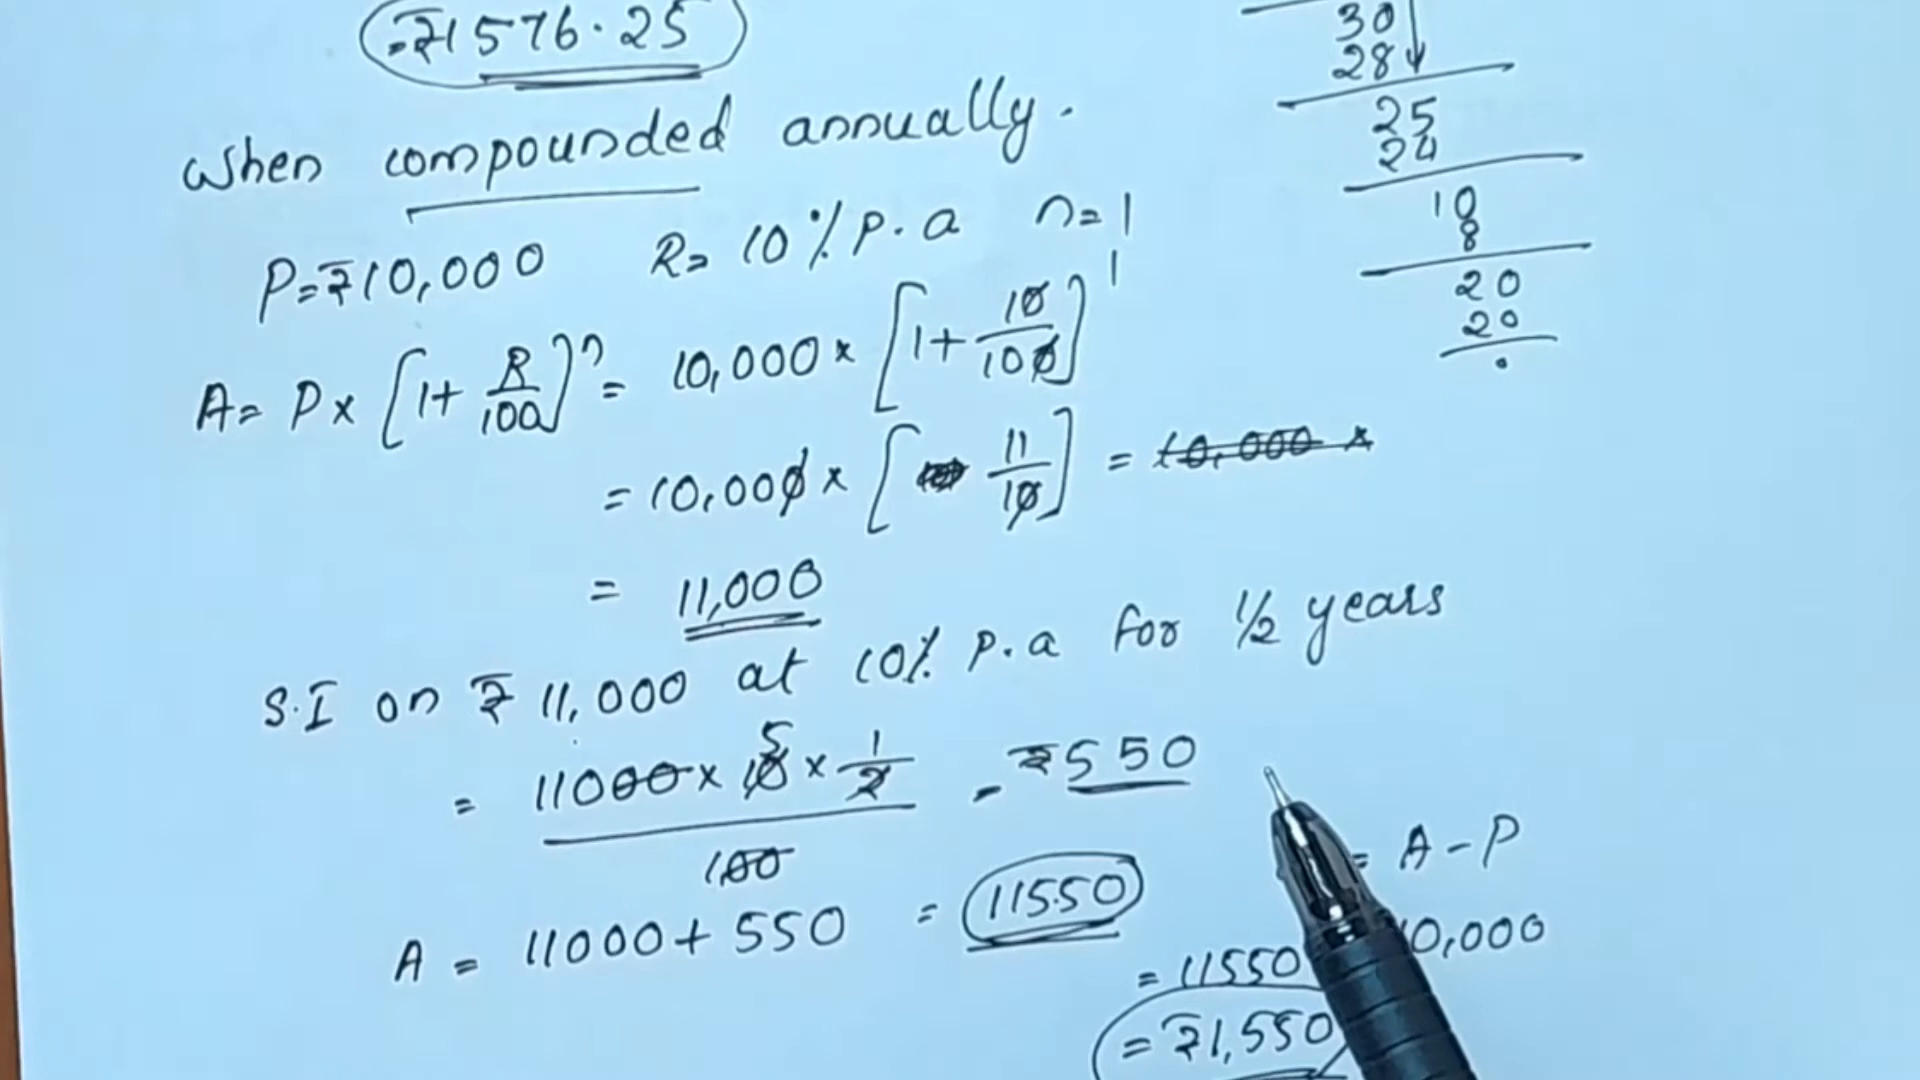 =₹1576.25
When compounded annually.
P=₹10,000 R= 10% p.a n=1
A= P× [1+ R/100]ⁿ = 10,000× [1+ 10/100]¹
=10,000× [ 11/10 ] = 10,000 ×
= 11,000
S.I on ₹ 11,000 at 10% p.a for 1/2 years
= 11000× 10 5 × 1/2 / 100 = ₹550
A = 11000+ 550 = 11550
= A-P
= 11550 10,000
= ₹1,550
30
28
25
24
10
8
20
20
.